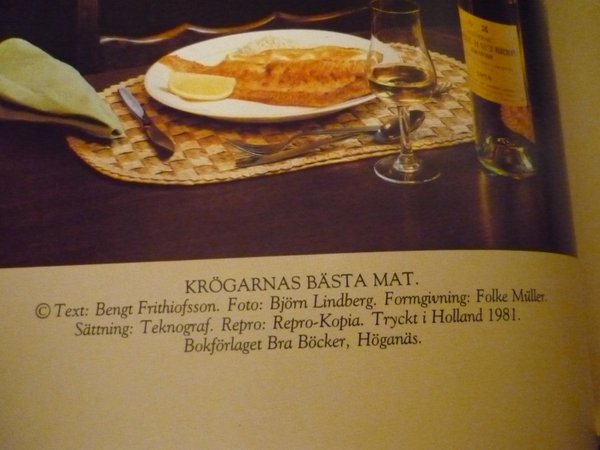 KRÖGARNAS BÄSTA MAT.
© Text: Bengt Frithiofsson. Foto: Björn Lindberg. Formgivning: Folke Müller.
Sättning: Teknograf. Repro: Repro-Kopia. Tryckt i Holland 1981.
Bokförlaget Bra Böcker, Höganäs.